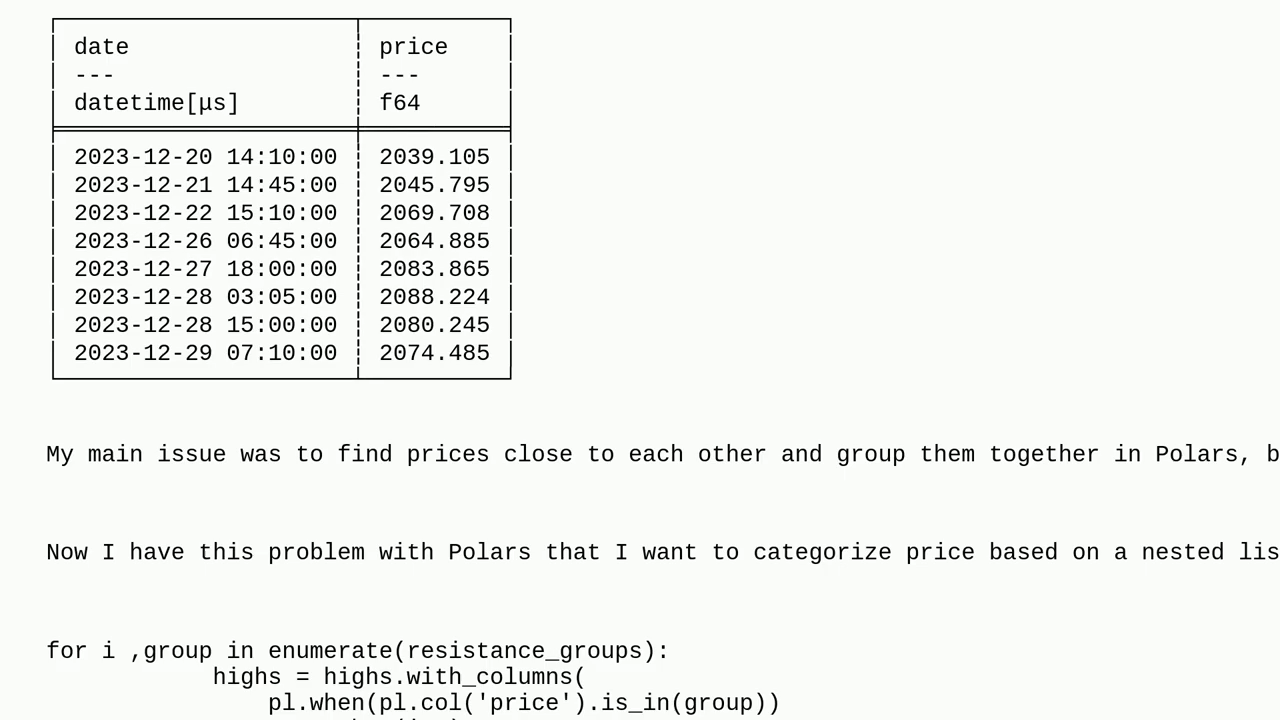 date price
--- ---
datetime[μs] f64
2023-12-20 14:10:00 2039.105
2023-12-21 14:45:00 2045.795
2023-12-22 15:10:00 2069.708
2023-12-26 06:45:00 2064.885
2023-12-27 18:00:00 2083.865
2023-12-28 03:05:00 2088.224
2023-12-28 15:00:00 2080.245
2023-12-29 07:10:00 2074.485
My main issue was to find prices close to each other and group them together in Polars, b
Now I have this problem with Polars that I want to categorize price based on a nested lis
for i ,group in enumerate(resistance_groups):
highs = highs.with_columns(
pl.when(pl.col('price').is_in(group))